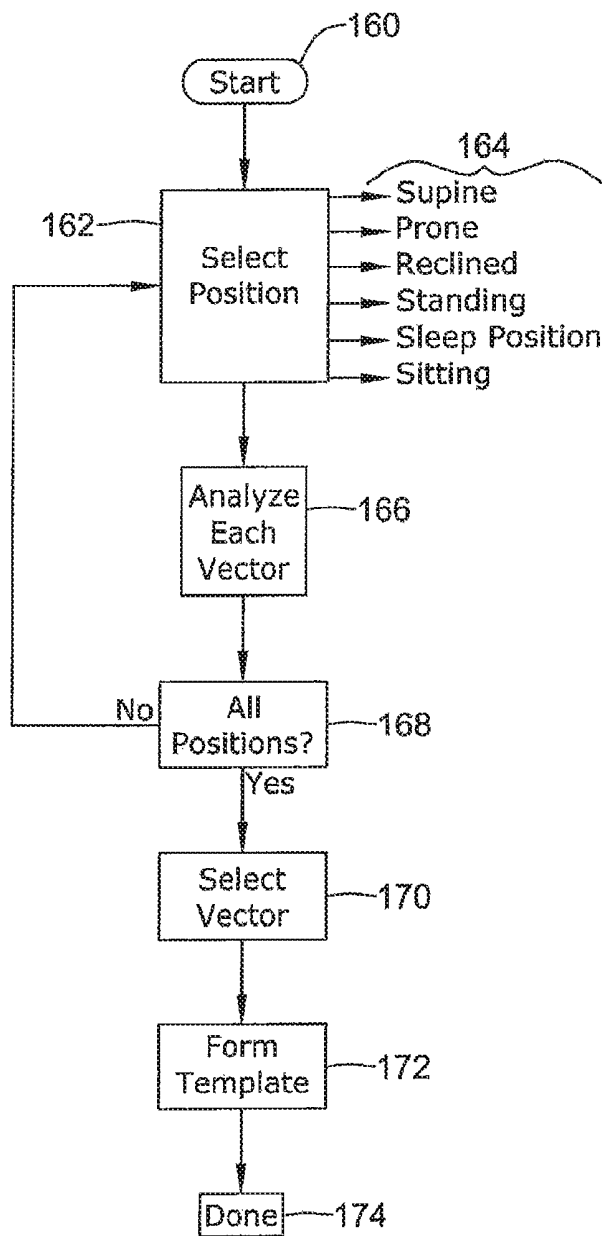 160
Start
164
162
Select
Position
Supine
Prone
Reclined
Standing
Sleep Position
Sitting
Analyze
Each
Vector
166
No
All
Positions?
168
Yes
Select
Vector
170
Form
Template
172
Done
174